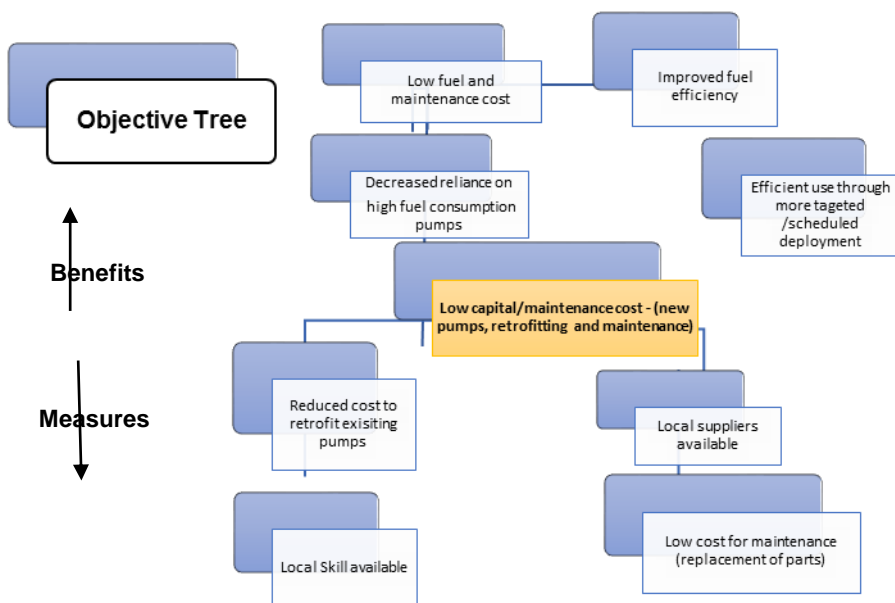 Objective Tree
Low fuel and
maintenance cost
Improved fuel
efficiency
Decreased reliance on
high fuel consumption
pumps
Efficient use through
more tageted
/scheduled
deployment
Benefits
Low capital/maintenance cost - (new
pumps, retrofitting and maintenance)
Measures
Reduced cost to
retrofit exisiting
pumps
Local suppliers
available
Local Skill available
Low cost for maintenance
(replacement of parts)